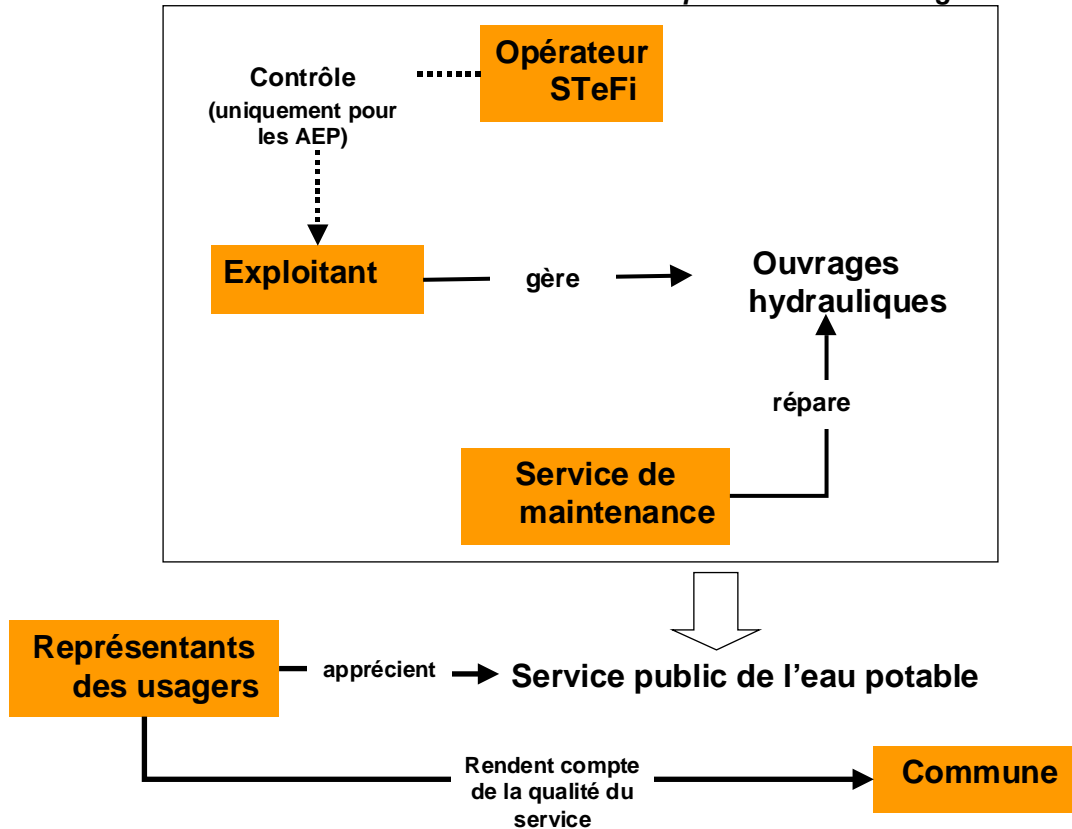 Opérateur
STeFi
Contrôle
(uniquement pour
les AEP)
Exploitant
gère
Ouvrages
hydrauliques
répare
Service de
maintenance
Représentants
des usagers
apprécient
Service public de l'eau potable
Rendent compte
de la qualité du
service
Commune